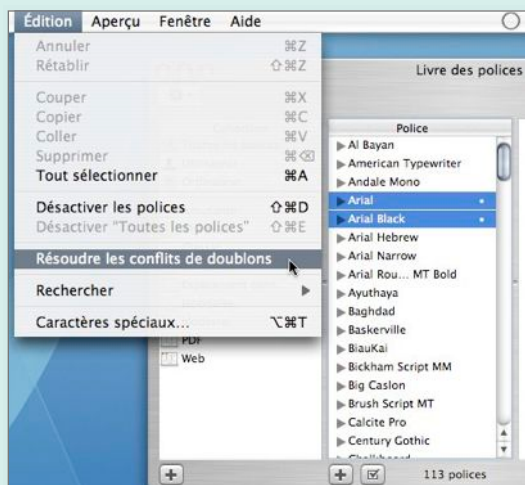 Édition Aperçu Fenêtre Aide
Annuler ⌘Z
Rétablir ⇧⌘Z
Couper ⌘X
Copier ⌘C
Coller ⌘V
Supprimer ⌘⌫
Tout sélectionner ⌘A
Désactiver les polices ⇧⌘D
Désactiver "Toutes les polices" ⇧⌘E
Résoudre les conflits de doublons
Rechercher
Caractères spéciaux... ⌥⌘T
PDF
Web
Livre des polices
Police
Al Bayan
American Typewriter
Andale Mono
Arial
Arial Black
Arial Hebrew
Arial Narrow
Arial Rou... MT Bold
Ayuthaya
Baghdad
Baskerville
BiauKai
Bickham Script MM
Big Caslon
Brush Script MT
Calcite Pro
Century Gothic
113 polices